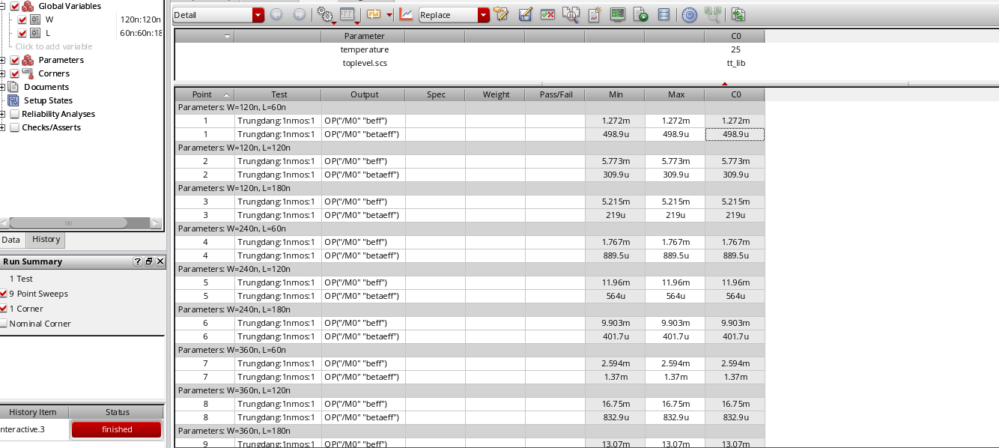 Global Variables
W 120n:120n
L 60n:60n:18
Click to add variable
Parameters
Corners
Documents
Setup States
Reliability Analyses
Checks/Asserts
Data History
Run Summary
1 Test
9 Point Sweeps
1 Corner
Nominal Corner
History Item Status
nteractive.3 finished
Detail Replace
Parameter C0
temperature 25
toplevel.scs tt_lib
Point Test Output Spec Weight Pass/Fail Min Max C0
Parameters: W=120n, L=60n
1 Trungdang:1nmos:1 OP("/M0" "beff") 1.272m 1.272m 1.272m
1 Trungdang:1nmos:1 OP("/M0" "betaeff") 498.9u 498.9u 498.9u
Parameters: W=120n, L=120n
2 Trungdang:1nmos:1 OP("/M0" "beff") 5.773m 5.773m 5.773m
2 Trungdang:1nmos:1 OP("/M0" "betaeff") 309.9u 309.9u 309.9u
Parameters: W=120n, L=180n
3 Trungdang:1nmos:1 OP("/M0" "beff") 5.215m 5.215m 5.215m
3 Trungdang:1nmos:1 OP("/M0" "betaeff") 219u 219u 219u
Parameters: W=240n, L=60n
4 Trungdang:1nmos:1 OP("/M0" "beff") 1.767m 1.767m 1.767m
4 Trungdang:1nmos:1 OP("/M0" "betaeff") 889.5u 889.5u 889.5u
Parameters: W=240n, L=120n
5 Trungdang:1nmos:1 OP("/M0" "beff") 11.96m 11.96m 11.96m
5 Trungdang:1nmos:1 OP("/M0" "betaeff") 564u 564u 564u
Parameters: W=240n, L=180n
6 Trungdang:1nmos:1 OP("/M0" "beff") 9.903m 9.903m 9.903m
6 Trungdang:1nmos:1 OP("/M0" "betaeff") 401.7u 401.7u 401.7u
Parameters: W=360n, L=60n
7 Trungdang:1nmos:1 OP("/M0" "beff") 2.594m 2.594m 2.594m
7 Trungdang:1nmos:1 OP("/M0" "betaeff") 1.37m 1.37m 1.37m
Parameters: W=360n, L=120n
8 Trungdang:1nmos:1 OP("/M0" "beff") 16.75m 16.75m 16.75m
8 Trungdang:1nmos:1 OP("/M0" "betaeff") 832.9u 832.9u 832.9u
Parameters: W=360n, L=180n
9 Trungdang:1nmos:1 OP("/M0" "beff") 13.07m 13.07m 13.07m